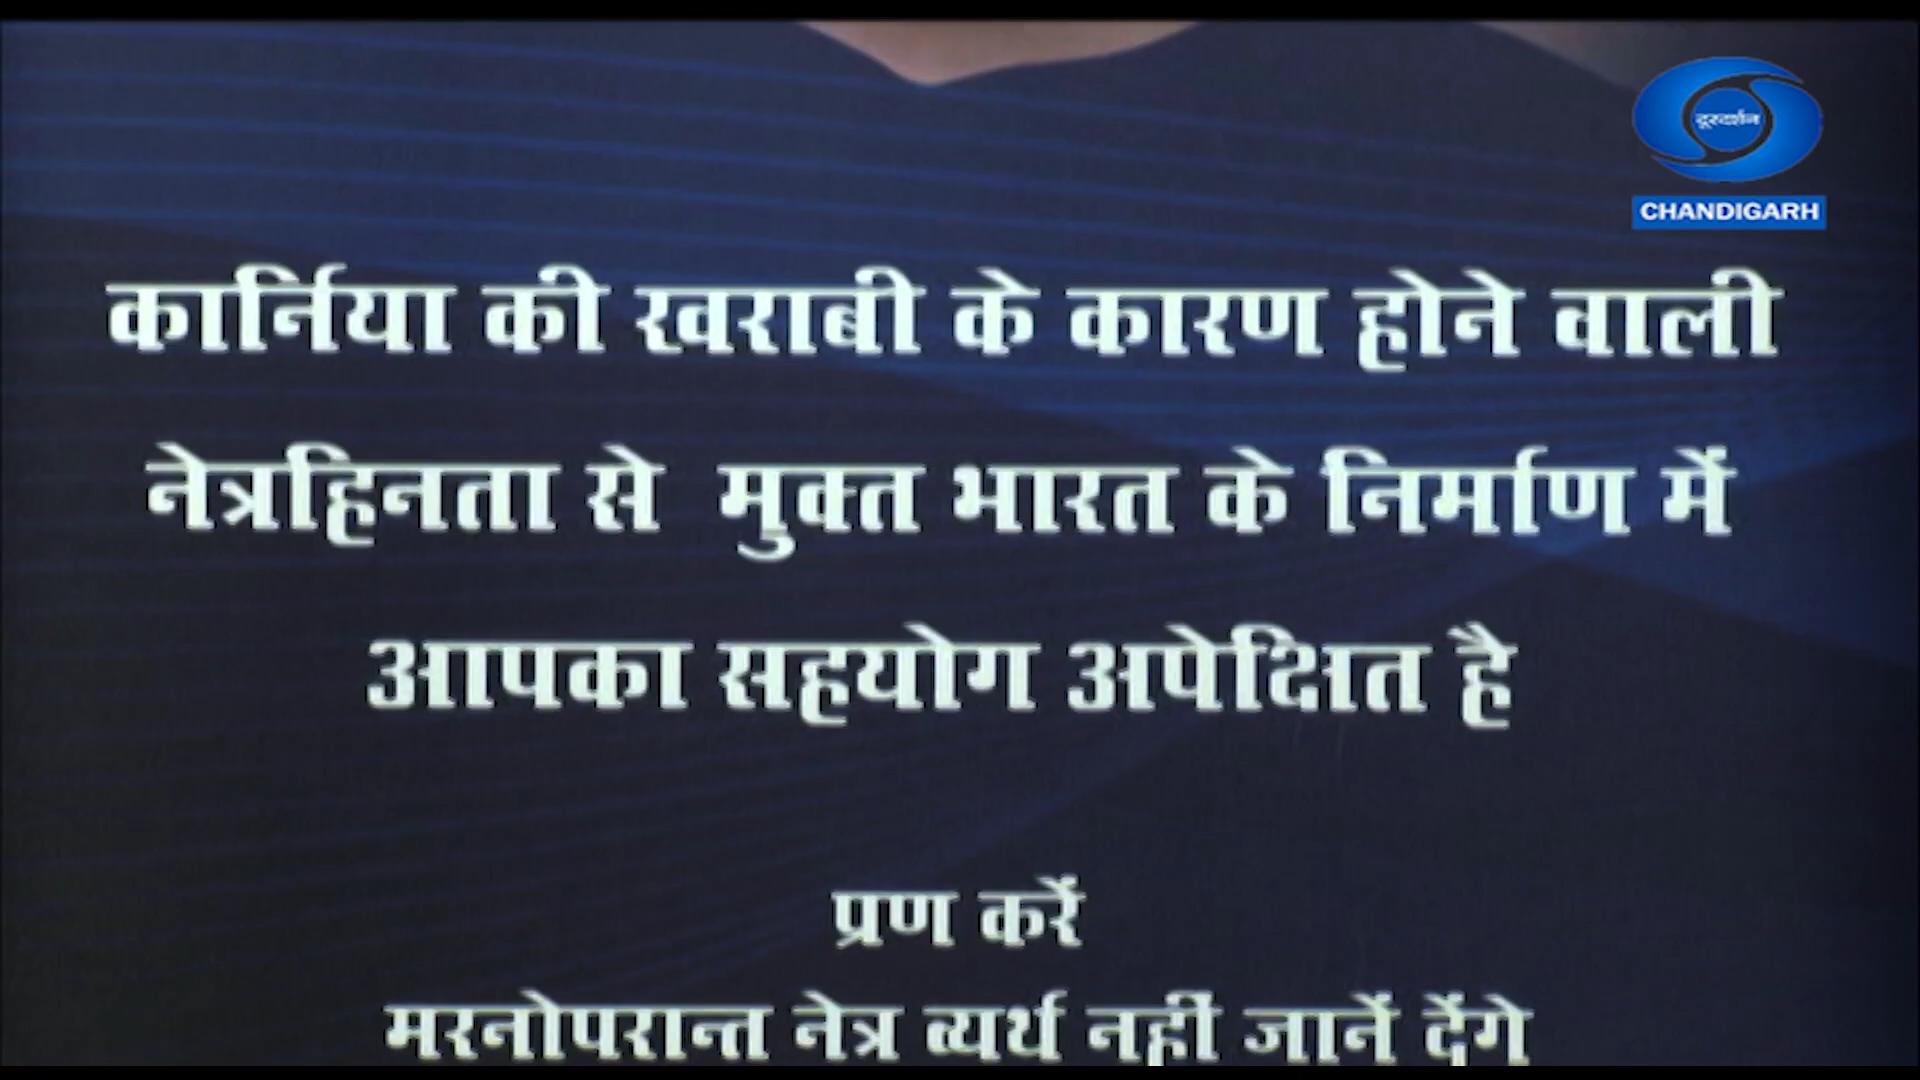 दूरदर्शन
CHANDIGARH
कार्निया की खराबी के कारण होने वाली
नेत्रहिनता से मुक्त भारत के निर्माण में
आपका सहयोग अपेक्षित है
प्रण करें
मरनोपरान्त नेत्र व्यर्थ नहीं जानें देंगे